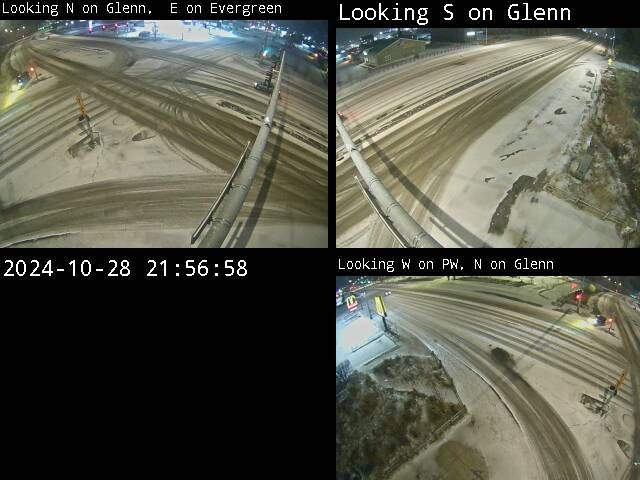 Looking N on Glenn,  E on Evergreen
Looking S on Glenn
2024-10-28 21:56:58
Looking W on PW, N on Glenn